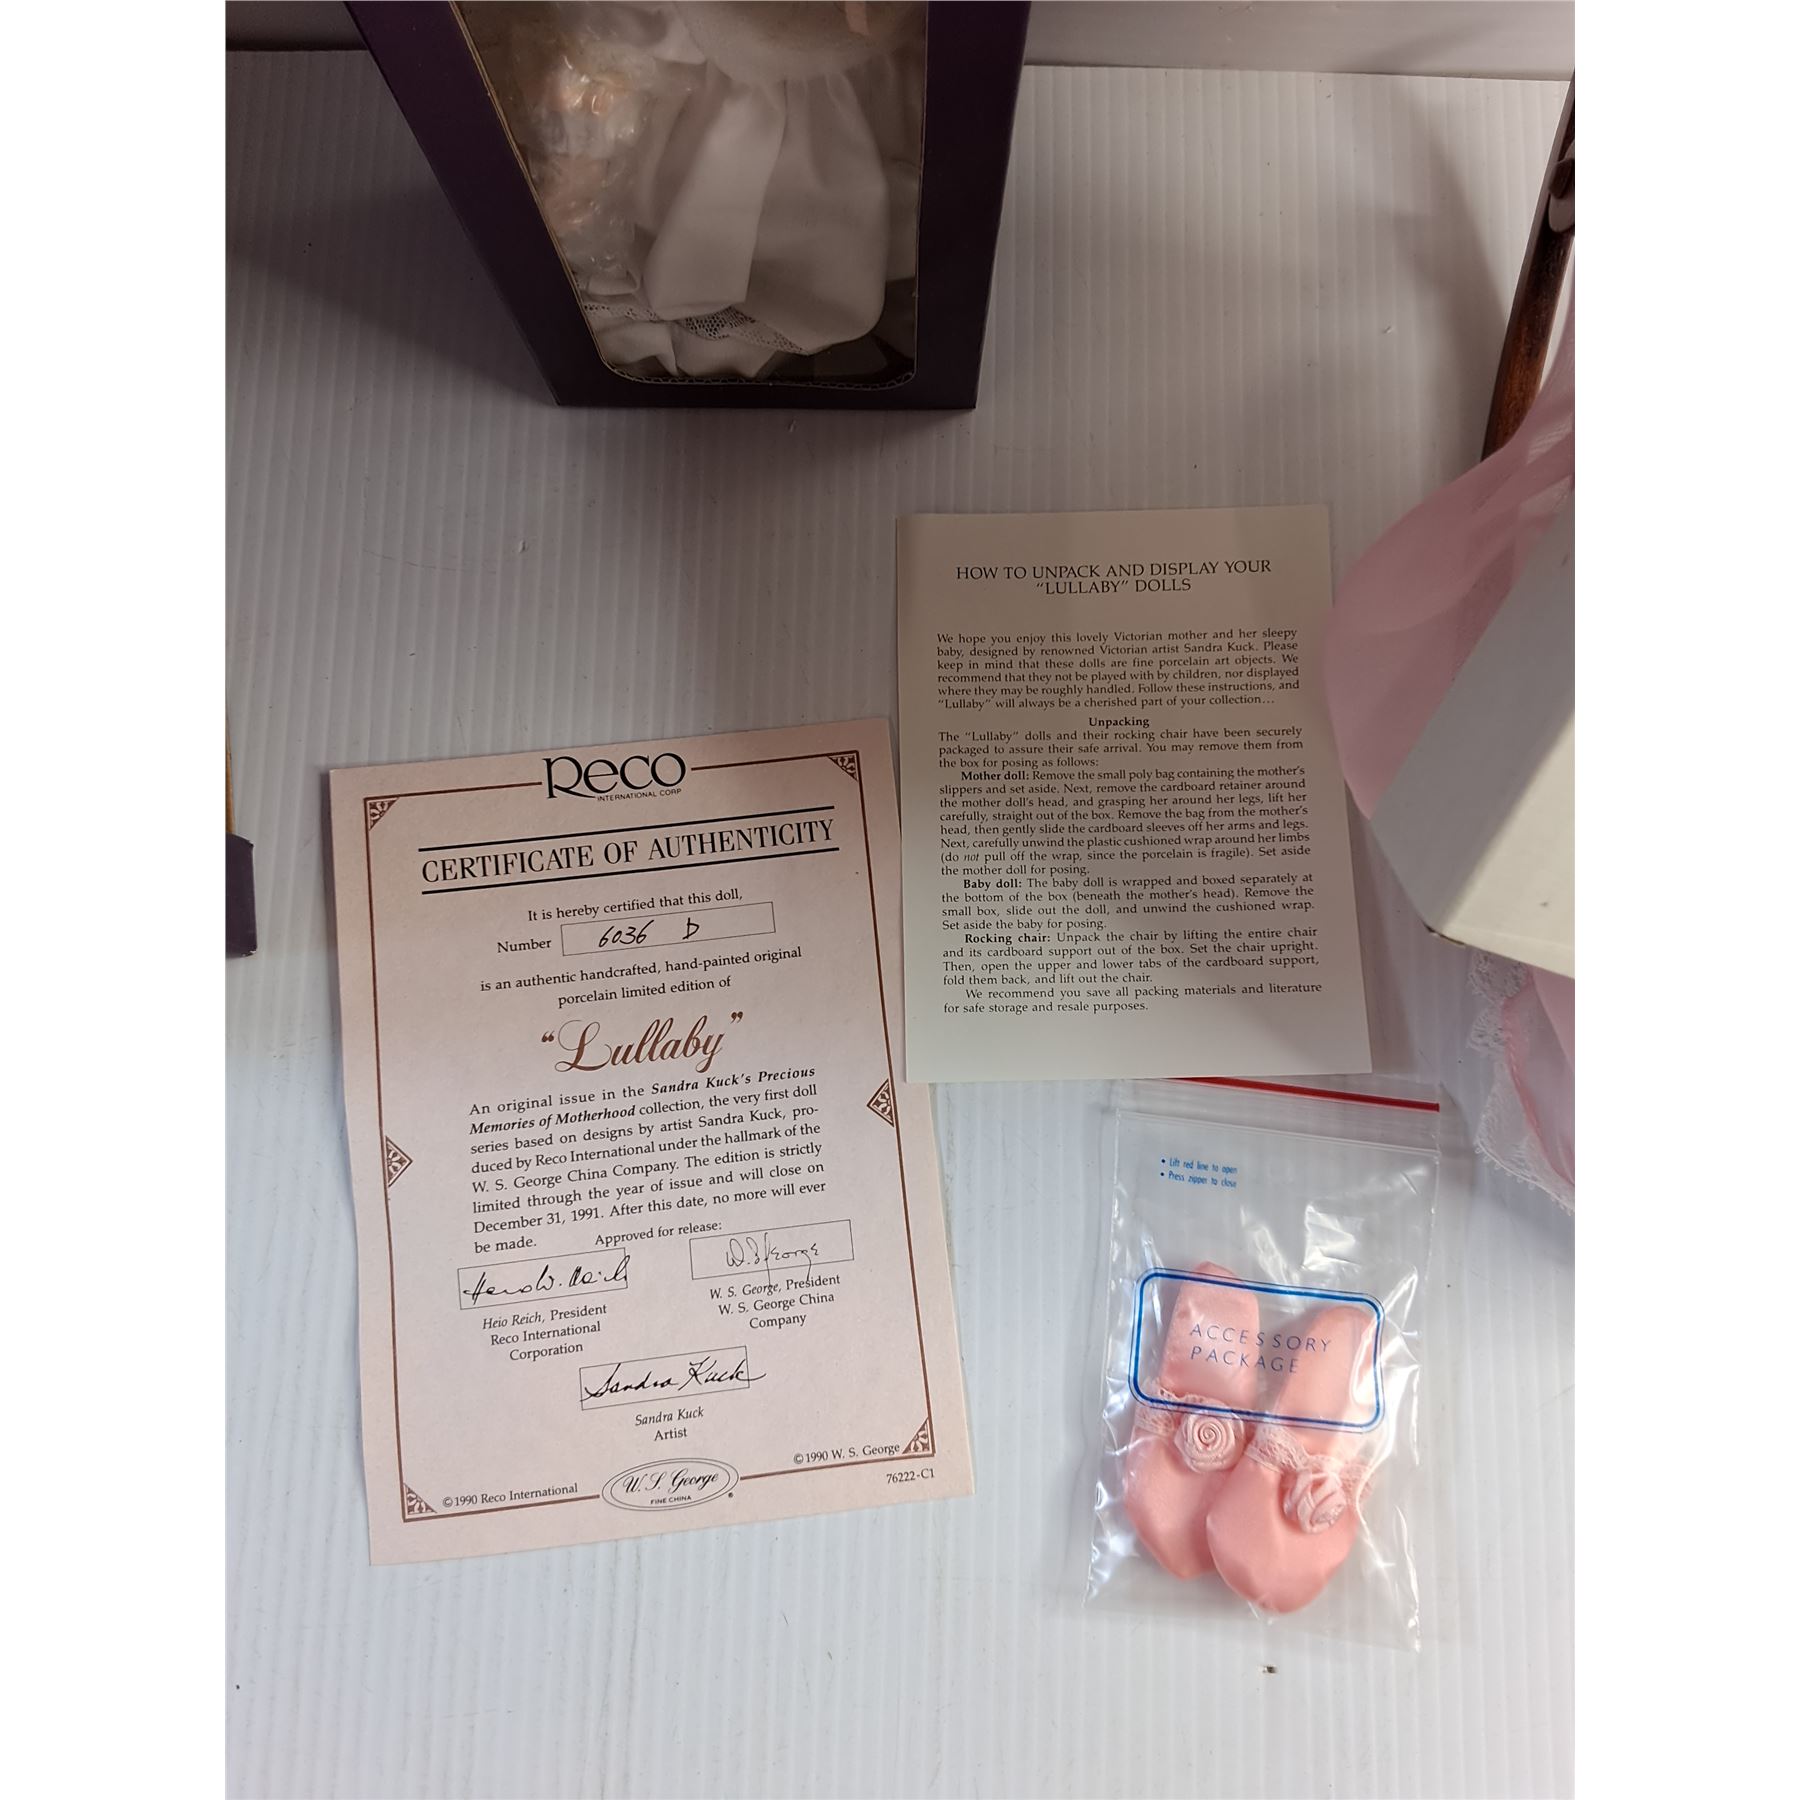 Reco
INTERNATIONAL CORP
CERTIFICATE OF AUTHENTICITY
It is hereby certified that this doll,
Number 6036 D
is an authentic handcrafted, hand-painted original
porcelain limited edition of
“Lullaby”
An original issue in the Sandra Kuck's Precious
Memories of Motherhood collection, the very first doll
series based on designs by artist Sandra Kuck, pro-
duced by Reco International under the hallmark of the
W. S. George China Company. The edition is strictly
limited through the year of issue and will close on
December 31, 1991. After this date, no more will ever
be made.
Approved for release:
W. S. George
Heio Reich, President
Reco International
Corporation
W. S. George, President
W. S. George China
Company
Sandra Kuck
Sandra Kuck
Artist
©1990 Reco International
W. S. George
FINE CHINA
©1990 W. S. George
76222-C1
HOW TO UNPACK AND DISPLAY YOUR
“LULLABY” DOLLS
We hope you enjoy this lovely Victorian mother and her sleepy
baby, designed by renowned Victorian artist Sandra Kuck. Please
keep in mind that these dolls are fine porcelain art objects. We
recommend that they not be played with by children, nor displayed
where they may be roughly handled. Follow these instructions, and
“Lullaby” will always be a cherished part of your collection...
Unpacking
The “Lullaby” dolls and their rocking chair have been securely
packaged to assure their safe arrival. You may remove them from
the box for posing as follows:
Mother doll: Remove the small poly bag containing the mother's
slippers and set aside. Next, remove the cardboard retainer around
the mother doll's head, and grasping her around her legs, lift her
carefully, straight out of the box. Remove the bag from the mother's
head, then gently slide the cardboard sleeves off her arms and legs.
Next, carefully unwind the plastic cushioned wrap around her limbs
(do not pull off the wrap, since the porcelain is fragile). Set aside
the mother doll for posing.
Baby doll: The baby doll is wrapped and boxed separately at
the bottom of the box (beneath the mother's head). Remove the
small box, slide out the doll, and unwind the cushioned wrap.
Set aside the baby for posing.
Rocking chair: Unpack the chair by lifting the entire chair
and its cardboard support out of the box. Set the chair upright.
Then, open the upper and lower tabs of the cardboard support,
fold them back, and lift out the chair.
We recommend you save all packing materials and literature
for safe storage and resale purposes.
• Lift red line to open
• Press zipper to close
ACCESSORY
PACKAGE